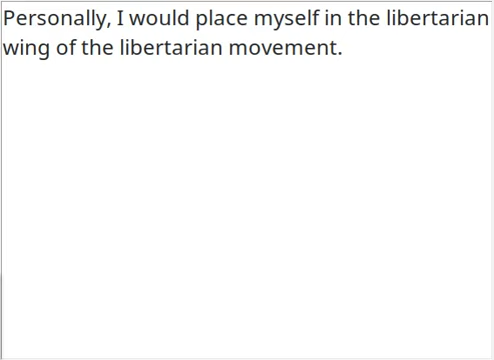 Personally, I would place myself in the libertarian
wing of the libertarian movement.